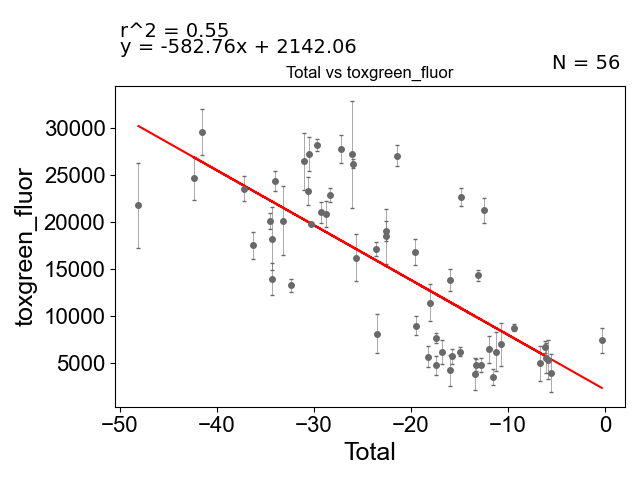 r^2 = 0.55
y = -582.76x + 2142.06
N = 56
Total vs toxgreen_fluor
30000
25000
20000
15000
10000
5000
toxgreen_fluor
−50
−40
−30
−20
−10
0
Total